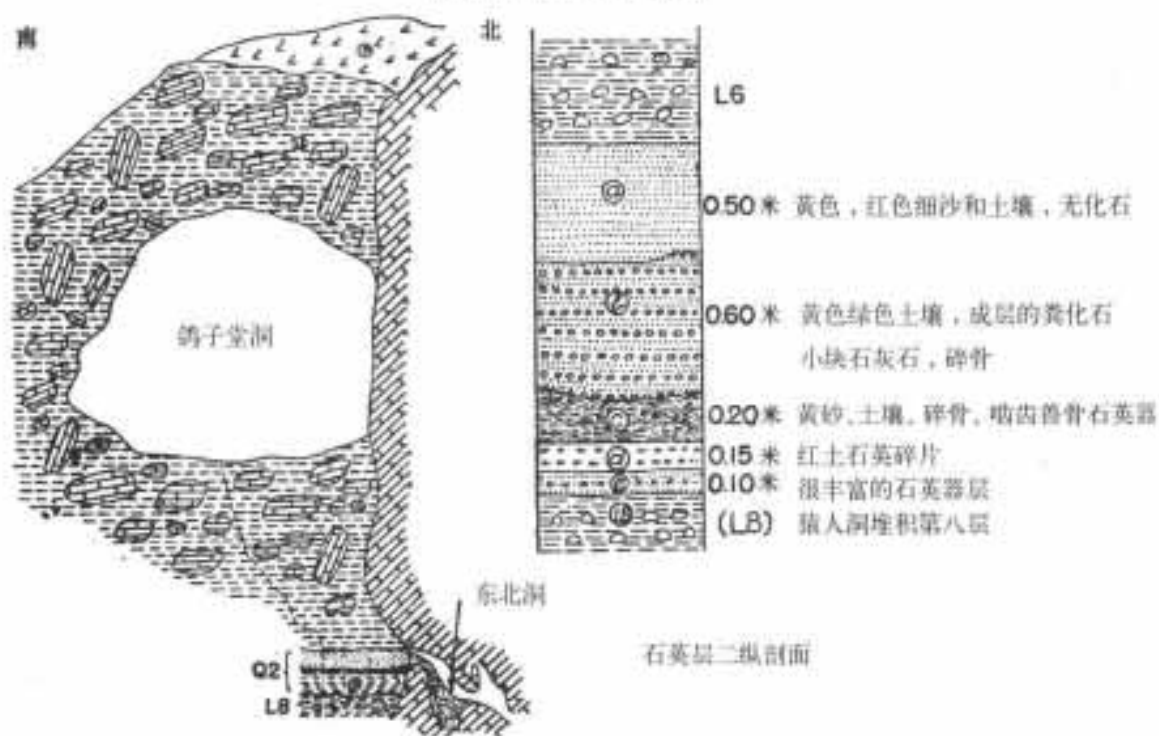 南
北
L6
0.50米 黄色，红色细沙和土壤，无化石
0.60米 黄色绿色土壤，成层的粪化石
小块石灰石，碎骨
鸽子堂洞
0.20米 黄砂、土壤、碎骨、啮齿兽骨石英器
0.15米 红土石英碎片
0.10米 很丰富的石英器层
(L8) 猿人洞堆积第八层
东北洞
石英层二纵剖面
Q2
L8